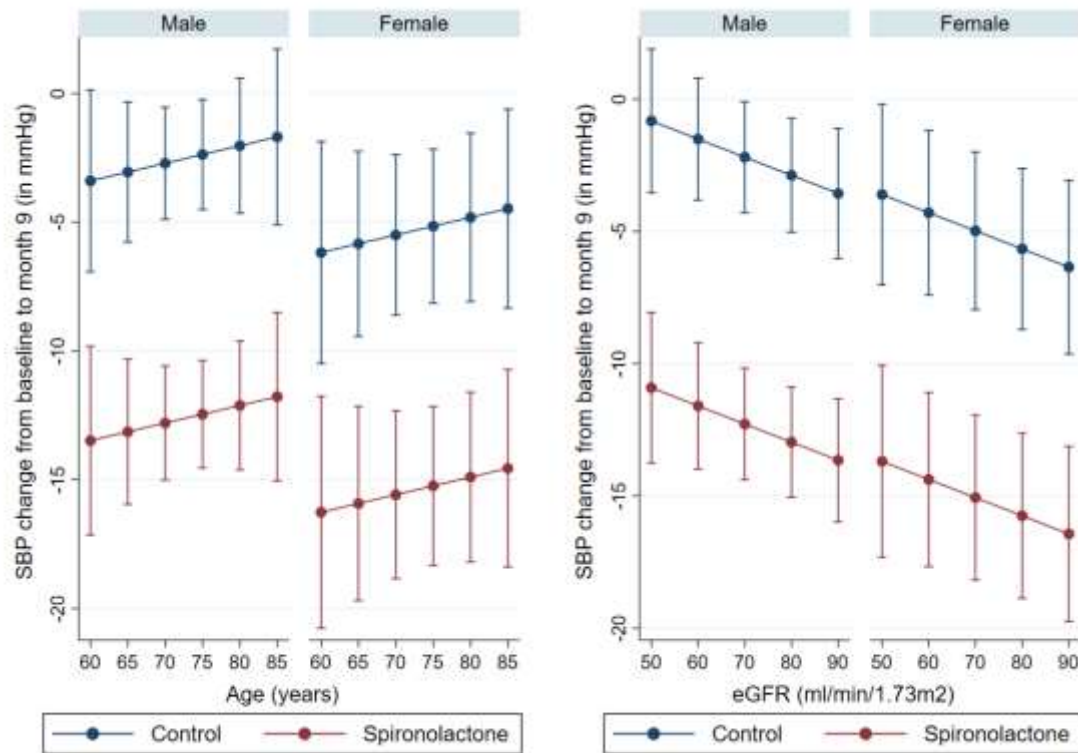 Male Female
SBP change from baseline to month 9 (in mmHg)
0
-5
-10
-15
-20
60 65 70 75 80 85 60 65 70 75 80 85
Age (years)
Control Spironolactone
Male Female
SBP change from baseline to month 9 (in mmHg)
0
-5
-10
-15
-20
50 60 70 80 90 50 60 70 80 90
eGFR (ml/min/1.73m2)
Control Spironolactone